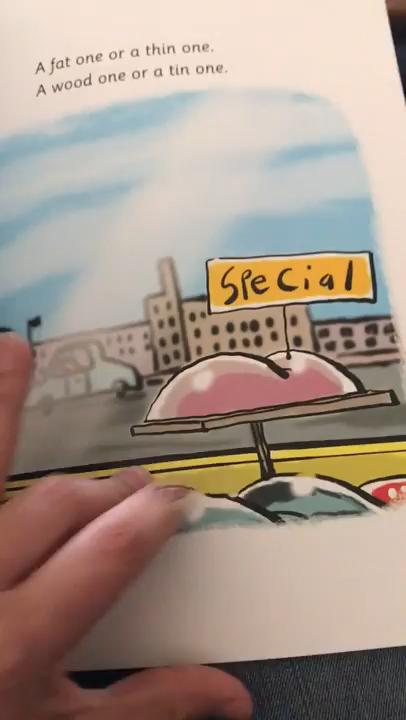 A fat one or a thin one.
A wood one or a tin one.
Special